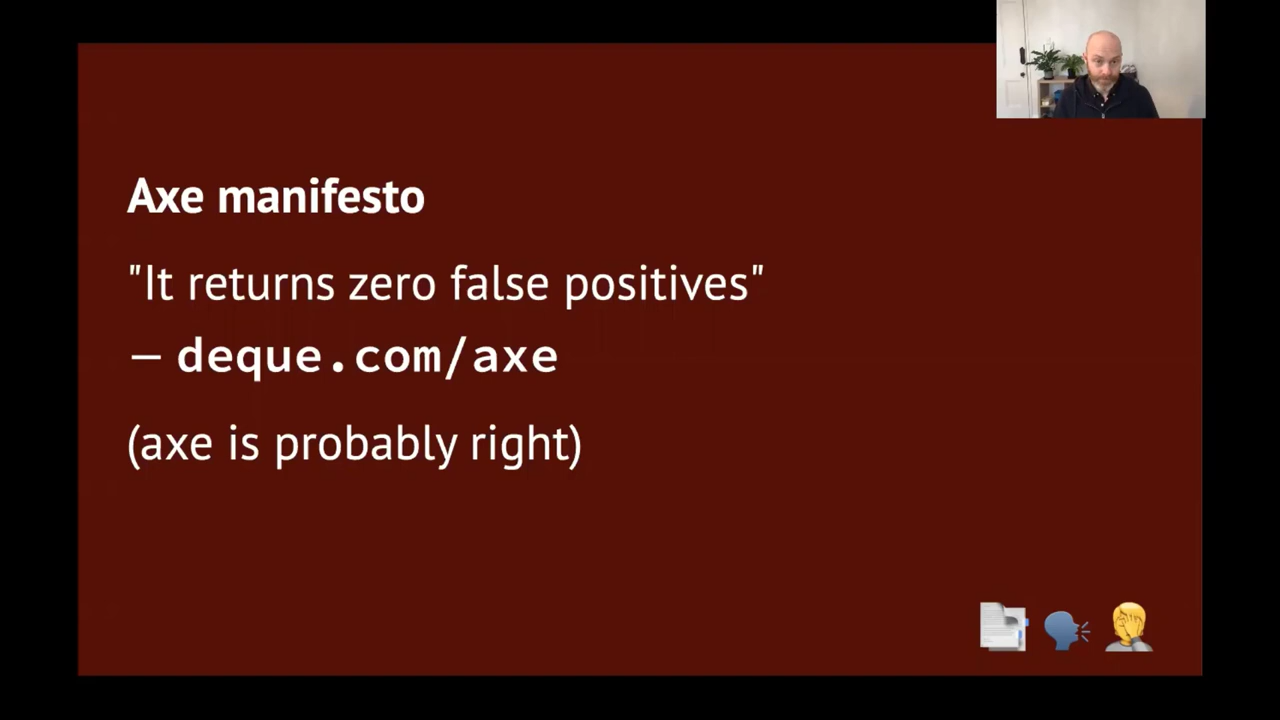 Axe manifesto
"It returns zero false positives"
— deque.com/axe
(axe is probably right)